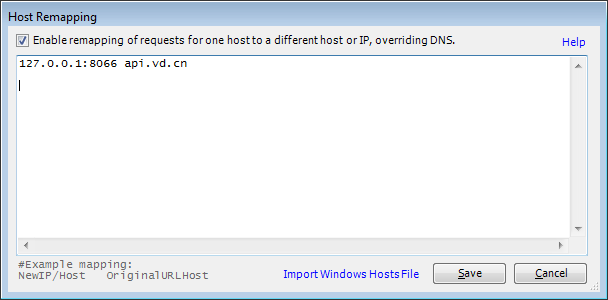 Host Remapping
Enable remapping of requests for one host to a different host or IP, overriding DNS.
Help
127.0.0.1:8066 api.vd.cn
#Example mapping:
NewIP/Host OriginalURLHost
Import Windows Hosts File
Save
Cancel